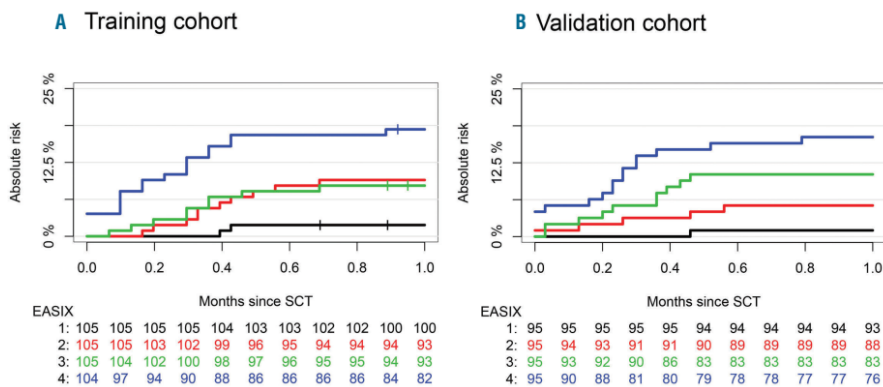 A Training cohort
B Validation cohort
Absolute risk
25 %
12.5 %
0 %
0.0 0.2 0.4 0.6 0.8 1.0
Months since SCT
EASIX
1: 105 105 105 105 104 103 103 102 102 100 100
2: 105 105 103 102 99 96 95 94 94 94 93
3: 105 104 102 100 98 97 96 95 95 94 93
4: 104 97 94 90 88 86 86 86 86 84 82
Absolute risk
25 %
12.5 %
0 %
0.0 0.2 0.4 0.6 0.8 1.0
Months since SCT
EASIX
1: 95 95 95 95 95 94 94 94 94 94 93
2: 95 94 93 91 91 90 89 89 89 89 88
3: 95 93 92 90 86 83 83 83 83 83 83
4: 95 90 88 81 80 79 78 78 77 77 76